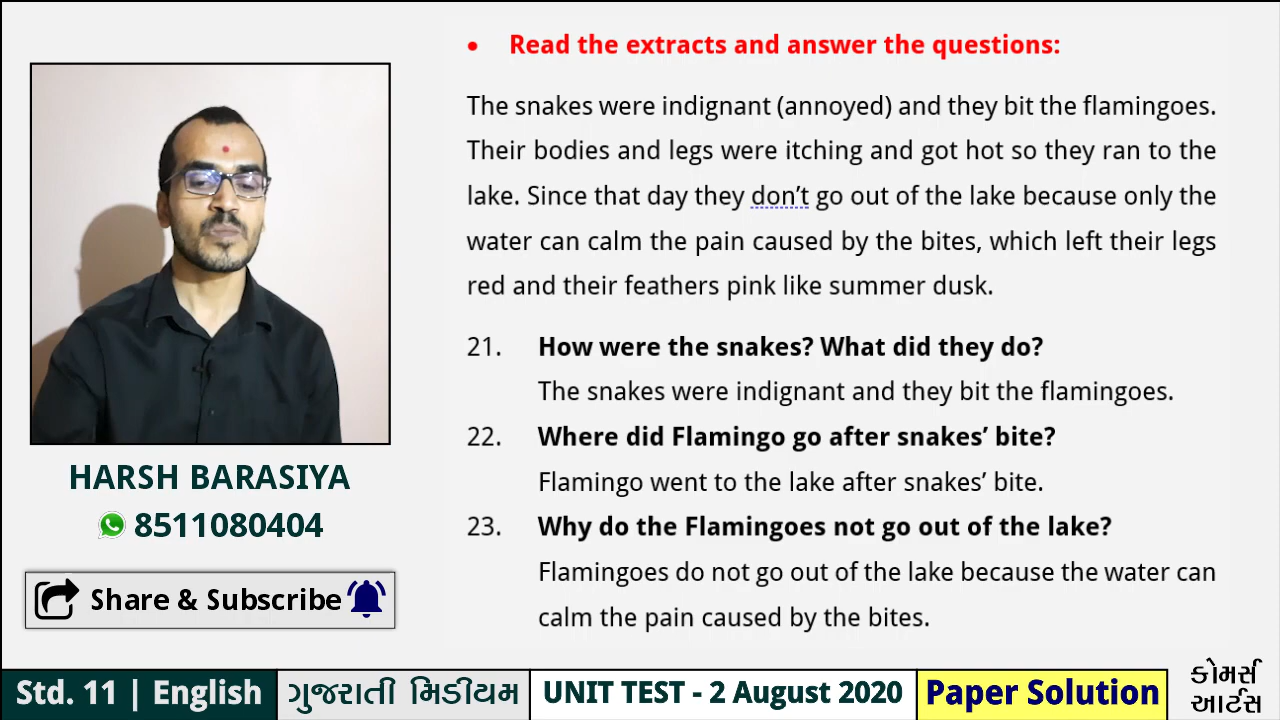 • Read the extracts and answer the questions:
The snakes were indignant (annoyed) and they bit the flamingoes.
Their bodies and legs were itching and got hot so they ran to the
lake. Since that day they don’t go out of the lake because only the
water can calm the pain caused by the bites, which left their legs
red and their feathers pink like summer dusk.
21. How were the snakes? What did they do?
The snakes were indignant and they bit the flamingoes.
22. Where did Flamingo go after snakes’ bite?
Flamingo went to the lake after snakes’ bite.
23. Why do the Flamingoes not go out of the lake?
Flamingoes do not go out of the lake because the water can
calm the pain caused by the bites.
HARSH BARASIYA
8511080404
Share & Subscribe
Std. 11 | English ગુજરાતી મિડીયમ UNIT TEST - 2 August 2020 Paper Solution
કોમર્સ
આર્ટસ